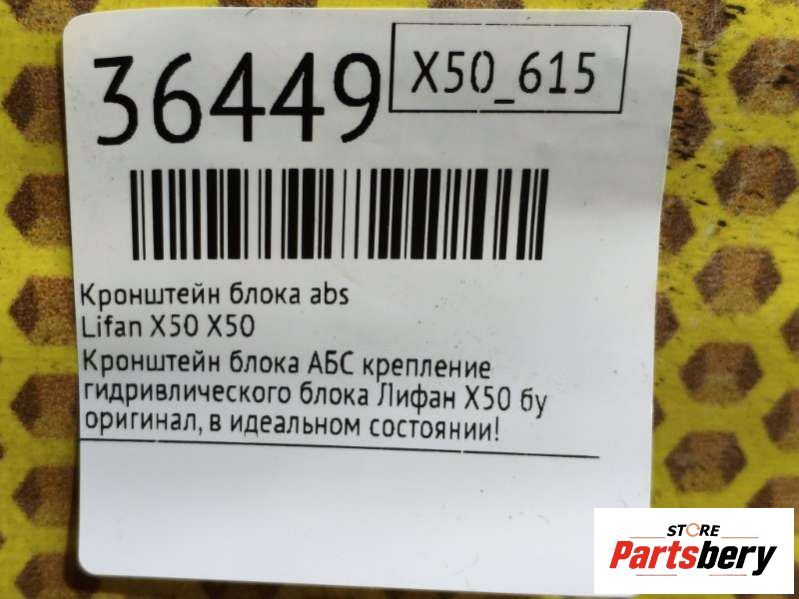 36449
X50_615
Кронштейн блока abs
Lifan X50 X50
Кронштейн блока АБС крепление
гидривлического блока Лифан X50 бу
оригинал, в идеальном состоянии!
STORE
Partsbery